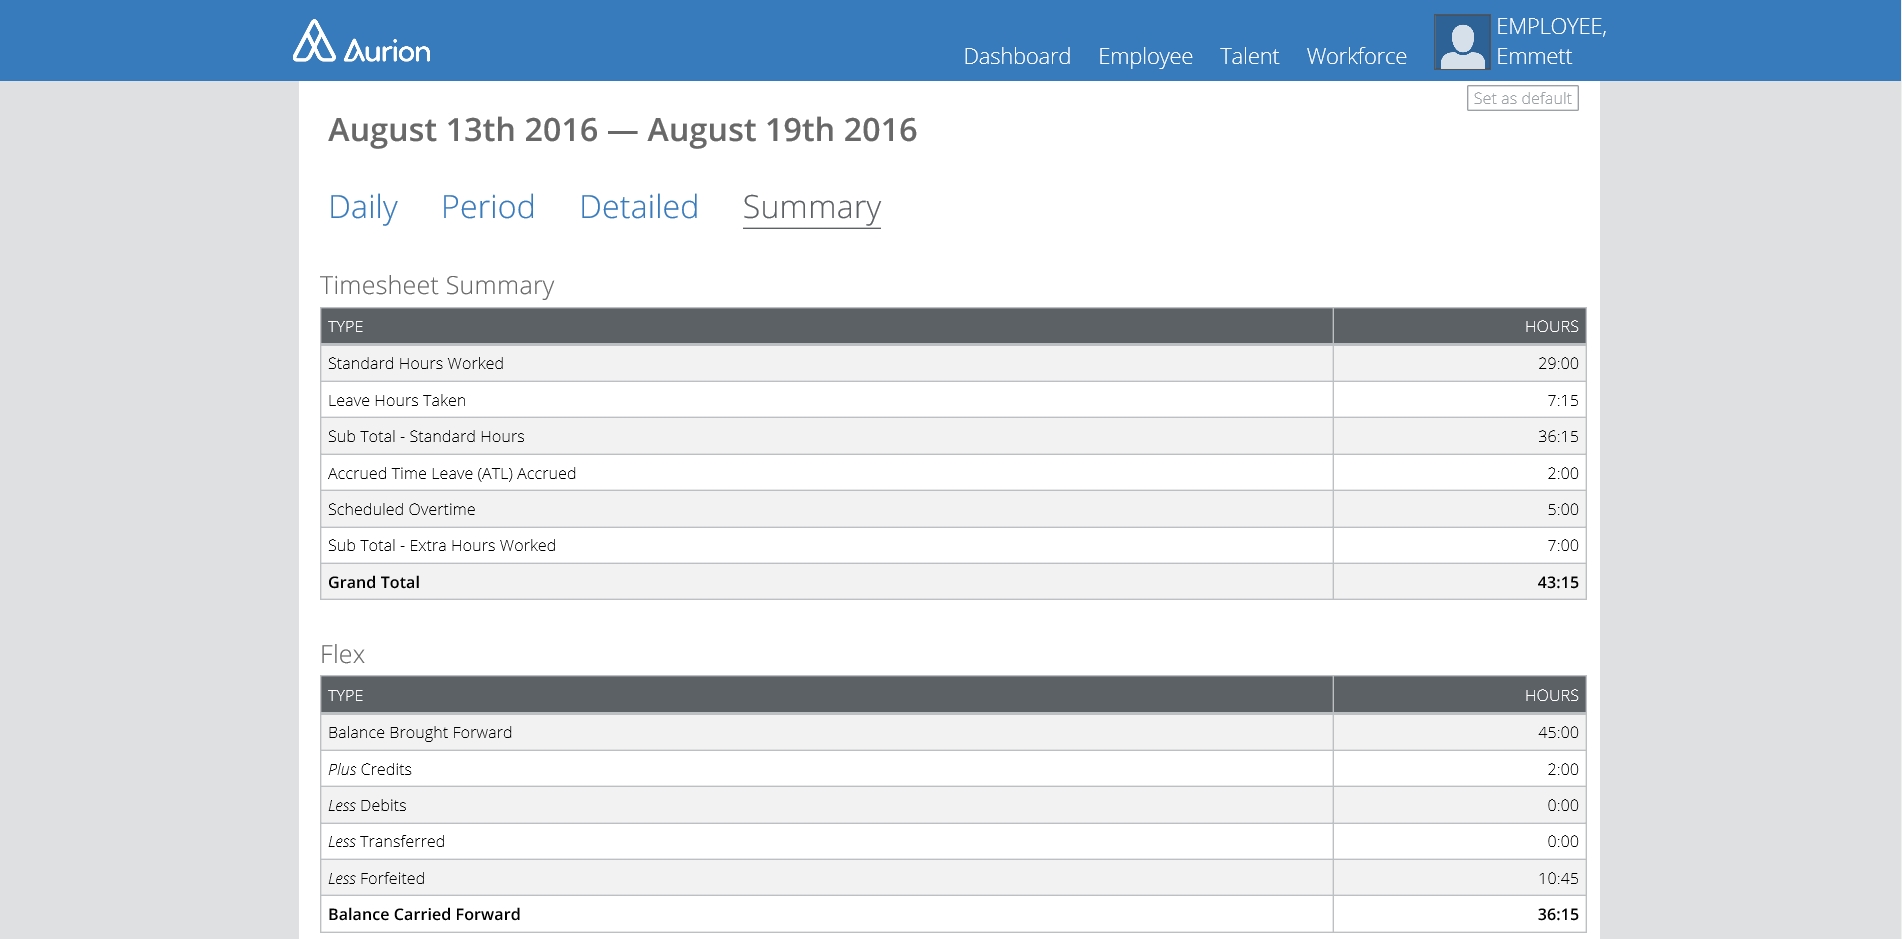 Aurion
Dashboard Employee Talent Workforce
EMPLOYEE,
Emmett
Set as default
August 13th 2016 — August 19th 2016
Daily Period Detailed Summary
Timesheet Summary
TYPE HOURS
Standard Hours Worked 29:00
Leave Hours Taken 7:15
Sub Total - Standard Hours 36:15
Accrued Time Leave (ATL) Accrued 2:00
Scheduled Overtime 5:00
Sub Total - Extra Hours Worked 7:00
Grand Total 43:15
Flex
TYPE HOURS
Balance Brought Forward 45:00
Plus Credits 2:00
Less Debits 0:00
Less Transferred 0:00
Less Forfeited 10:45
Balance Carried Forward 36:15